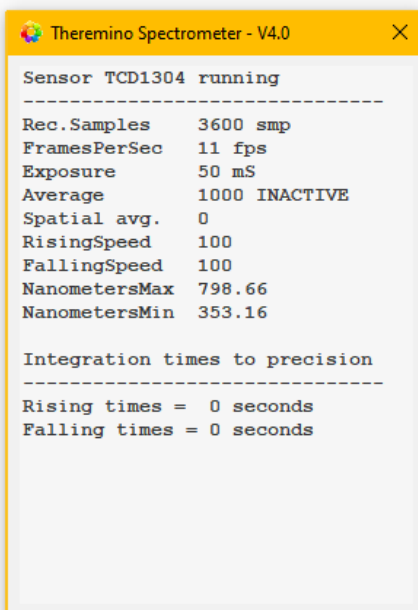 Theremino Spectrometer - V4.0
Sensor TCD1304 running
-------------------------------
Rec.Samples    3600 smp
FramesPerSec   11 fps
Exposure       50 mS
Average        1000 INACTIVE
Spatial avg.   0
RisingSpeed    100
FallingSpeed   100
NanometersMax  798.66
NanometersMin  353.16
Integration times to precision
-------------------------------
Rising times =  0 seconds
Falling times = 0 seconds